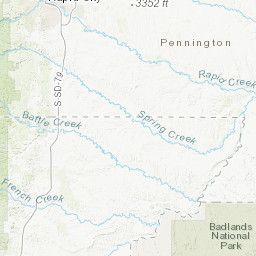 3352 ft
Pennington
Rapid Creek
S SD-79
Spring Creek
Battle Creek
French Creek
Badlands
National
Park